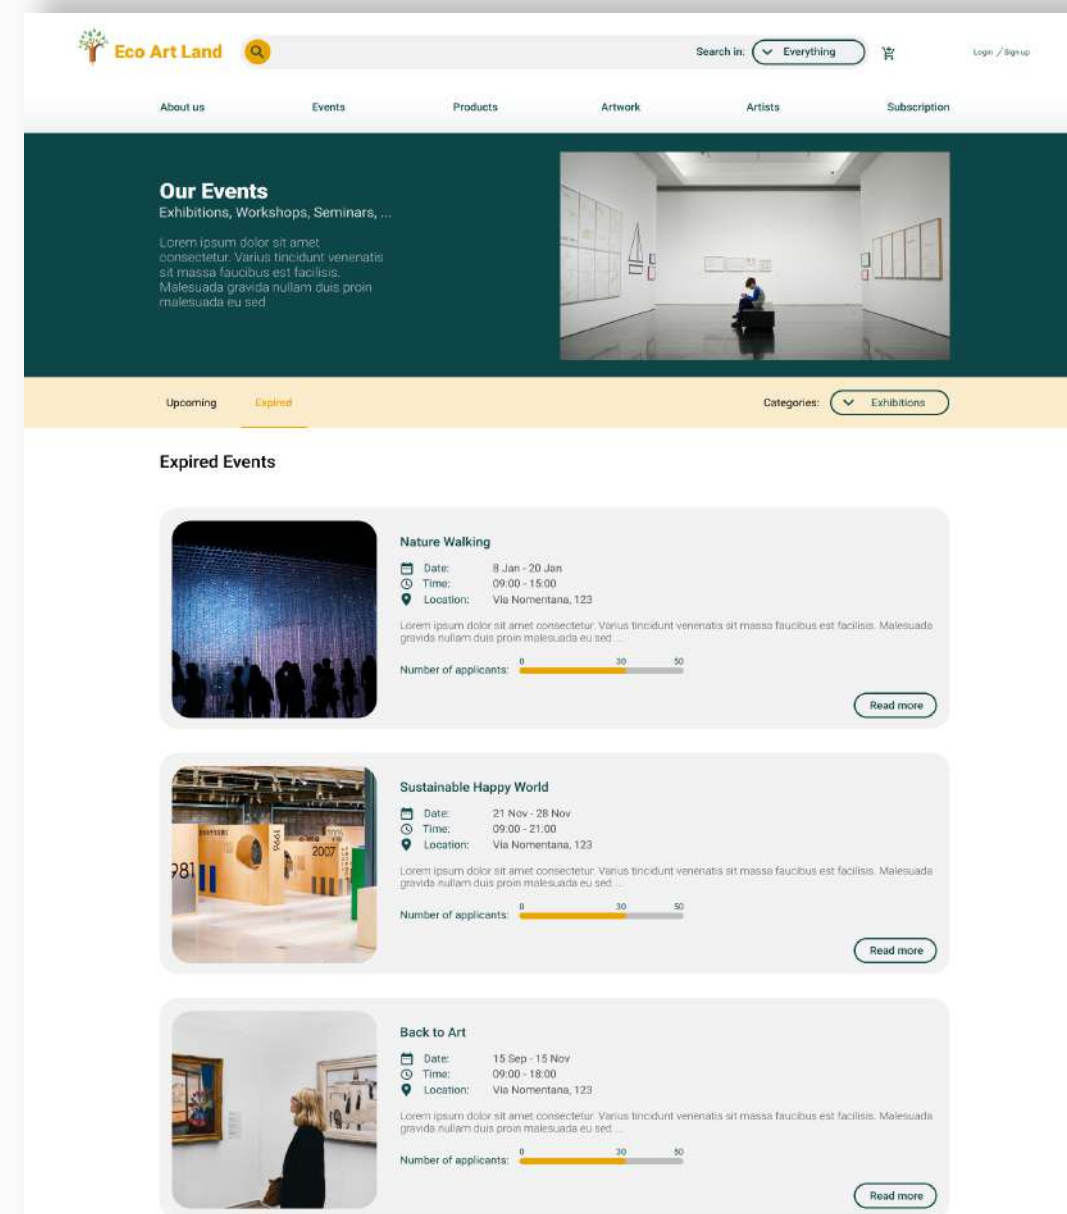 Eco Art Land
Search in: Everything
Login / Sign up
About us Events Products Artwork Artists Subscription
Our Events
Exhibitions, Workshops, Seminars, ...
Lorem ipsum dolor sit amet
consectetur. Varius tincidunt venenatis
sit massa faucibus est facilisis.
Malesuada gravida nullam duis proin
malesuada eu sed
Upcoming Expired Categories: Exhibitions
Expired Events
Nature Walking
Date: 8 Jan - 20 Jan
Time: 09:00 - 15:00
Location: Via Nomentana, 123
Lorem ipsum dolor sit amet consectetur. Varius tincidunt venenatis sit massa faucibus est facilisis. Malesuada
gravida nullam duis proin malesuada eu sed ...
Number of applicants: 0 30 50
Read more
981
1996
2007
Sustainable Happy World
Date: 21 Nov - 28 Nov
Time: 09:00 - 21:00
Location: Via Nomentana, 123
Lorem ipsum dolor sit amet consectetur. Varius tincidunt venenatis sit massa faucibus est facilisis. Malesuada
gravida nullam duis proin malesuada eu sed ...
Number of applicants: 0 30 50
Read more
Back to Art
Date: 15 Sep - 15 Nov
Time: 09:00 - 18:00
Location: Via Nomentana, 123
Lorem ipsum dolor sit amet consectetur. Varius tincidunt venenatis sit massa faucibus est facilisis. Malesuada
gravida nullam duis proin malesuada eu sed ...
Number of applicants: 0 30 50
Read more